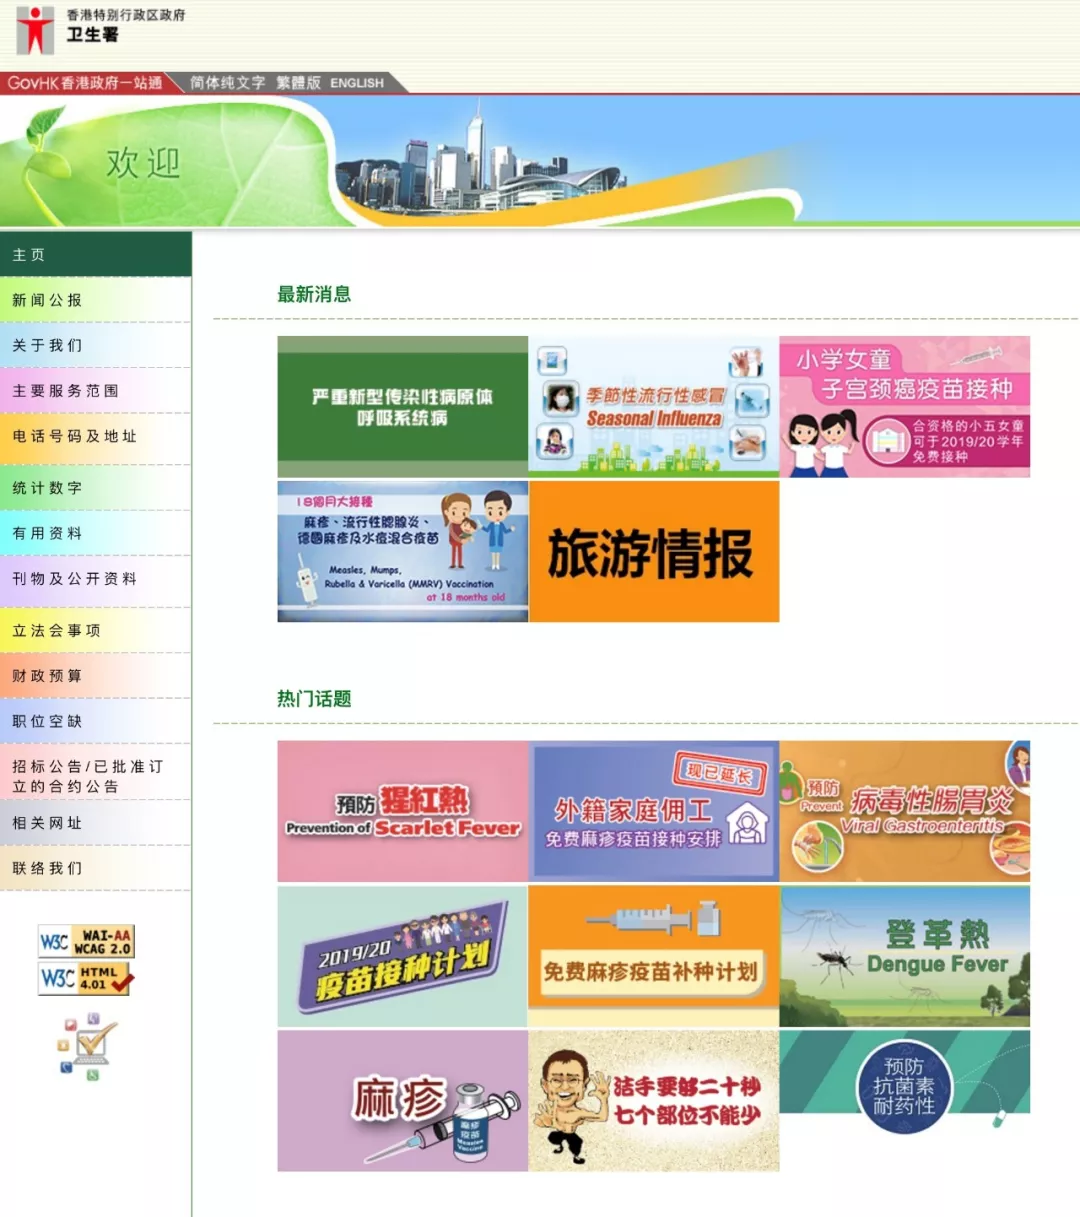 香港特别行政区政府
卫生署
GovHK香港政府一站通
简体纯文字 繁體版 ENGLISH
欢迎
主页
新闻公报
关于我们
主要服务范围
电话号码及地址
统计数字
有用资料
刊物及公开资料
立法会事项
财政预算
职位空缺
招标公告/已批准订
立的合约公告
相关网址
联络我们
W3C WAI-AA
WCAG 2.0
W3C HTML
4.01
最新消息
严重新型传染性病原体
呼吸系统病
季節性流行性感冒
Seasonal Influenza
小学女童
子宫颈癌疫苗接种
合资格的小五女童
可于2019/20学年
免费接种
18個月大接種
麻疹、流行性腮腺炎、
德國麻疹及水痘混合疫苗
Measles, Mumps,
Rubella & Varicella (MMRV) Vaccination
at 18 months old
旅游情报
热门话题
預防 猩紅熱
Prevention of Scarlet Fever
现已延长
外籍家庭佣工
免费麻疹疫苗接种安排
預防
Prevent
病毒性腸胃炎
Viral Gastroenteritis
2019/20
疫苗接种计划
免费麻疹疫苗补种计划
登革熱
Dengue Fever
麻疹
麻疹
疫苗
Measles
Vaccine
洁手要够二十秒
七个部位不能少
预防
抗菌素
耐药性